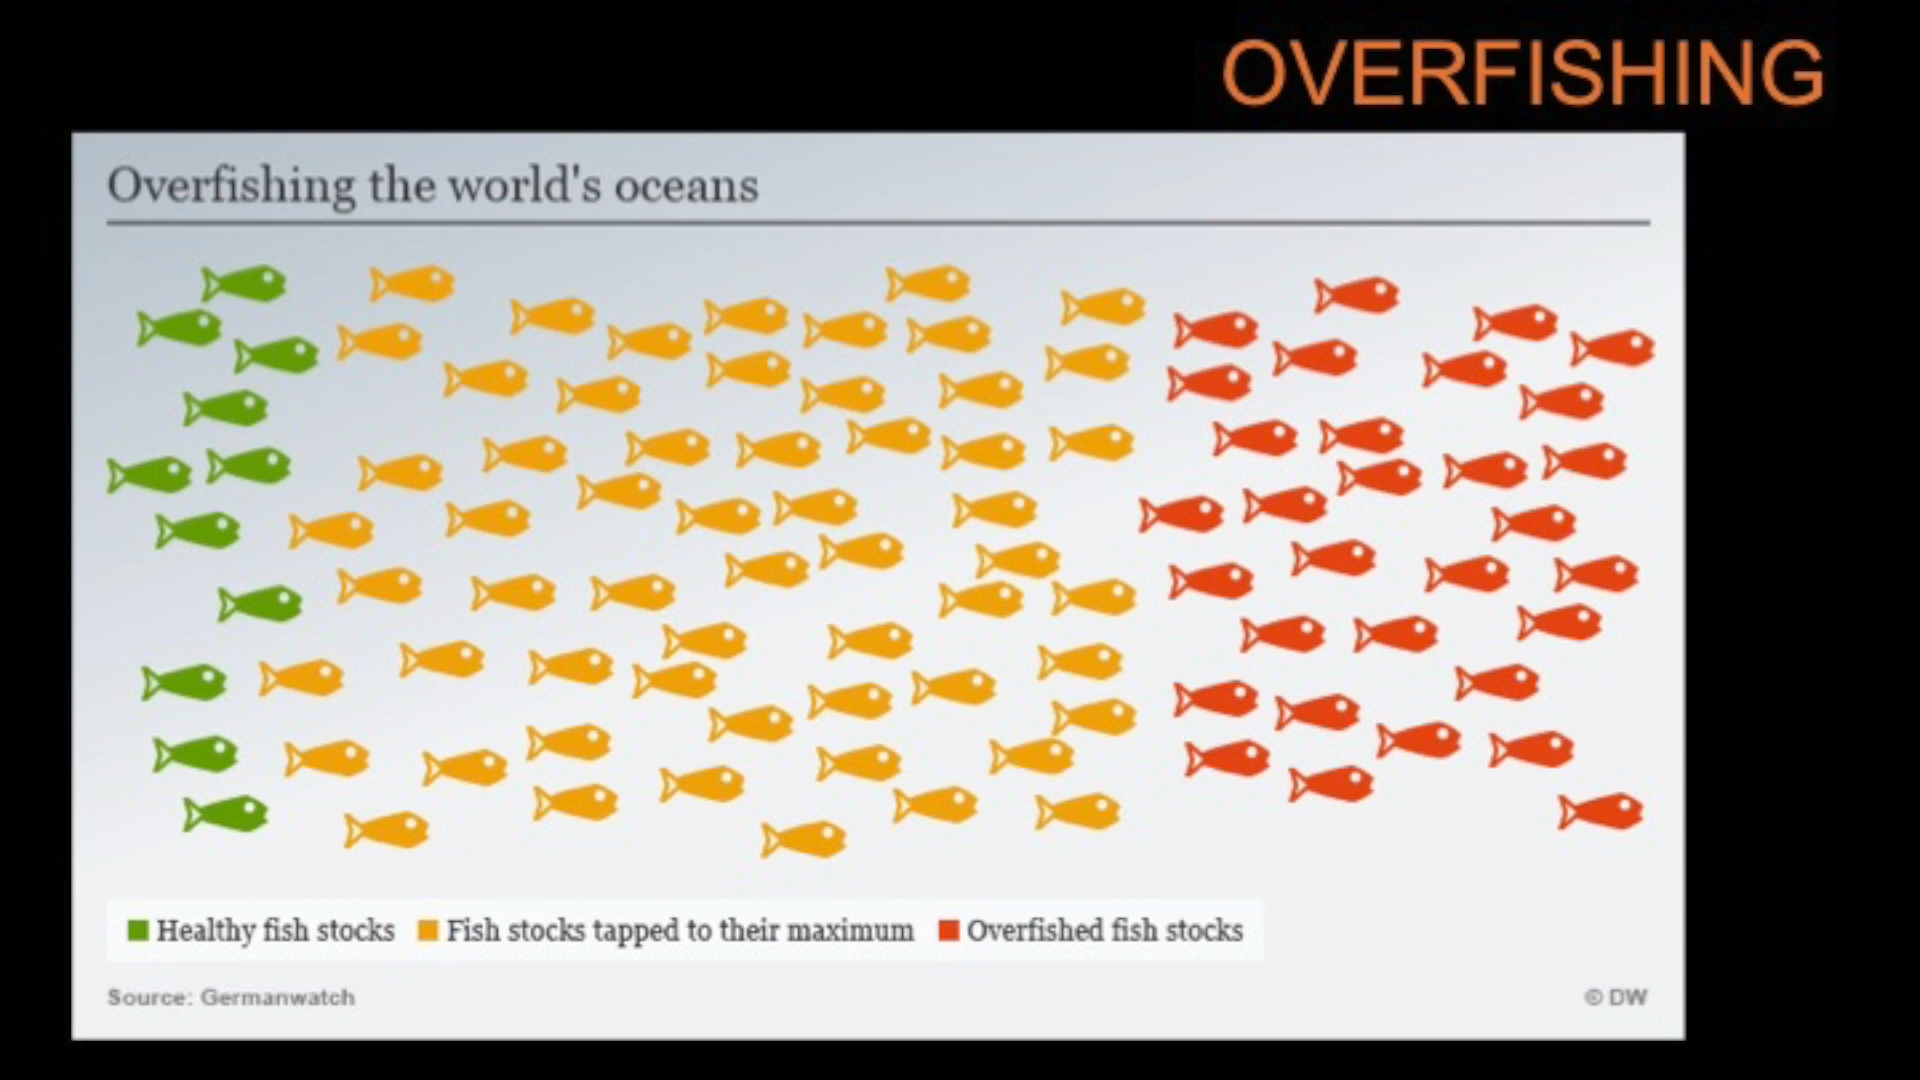 OVERFISHING
Overfishing the world's oceans
Healthy fish stocks Fish stocks tapped to their maximum Overfished fish stocks
Source: Germanwatch
© DW